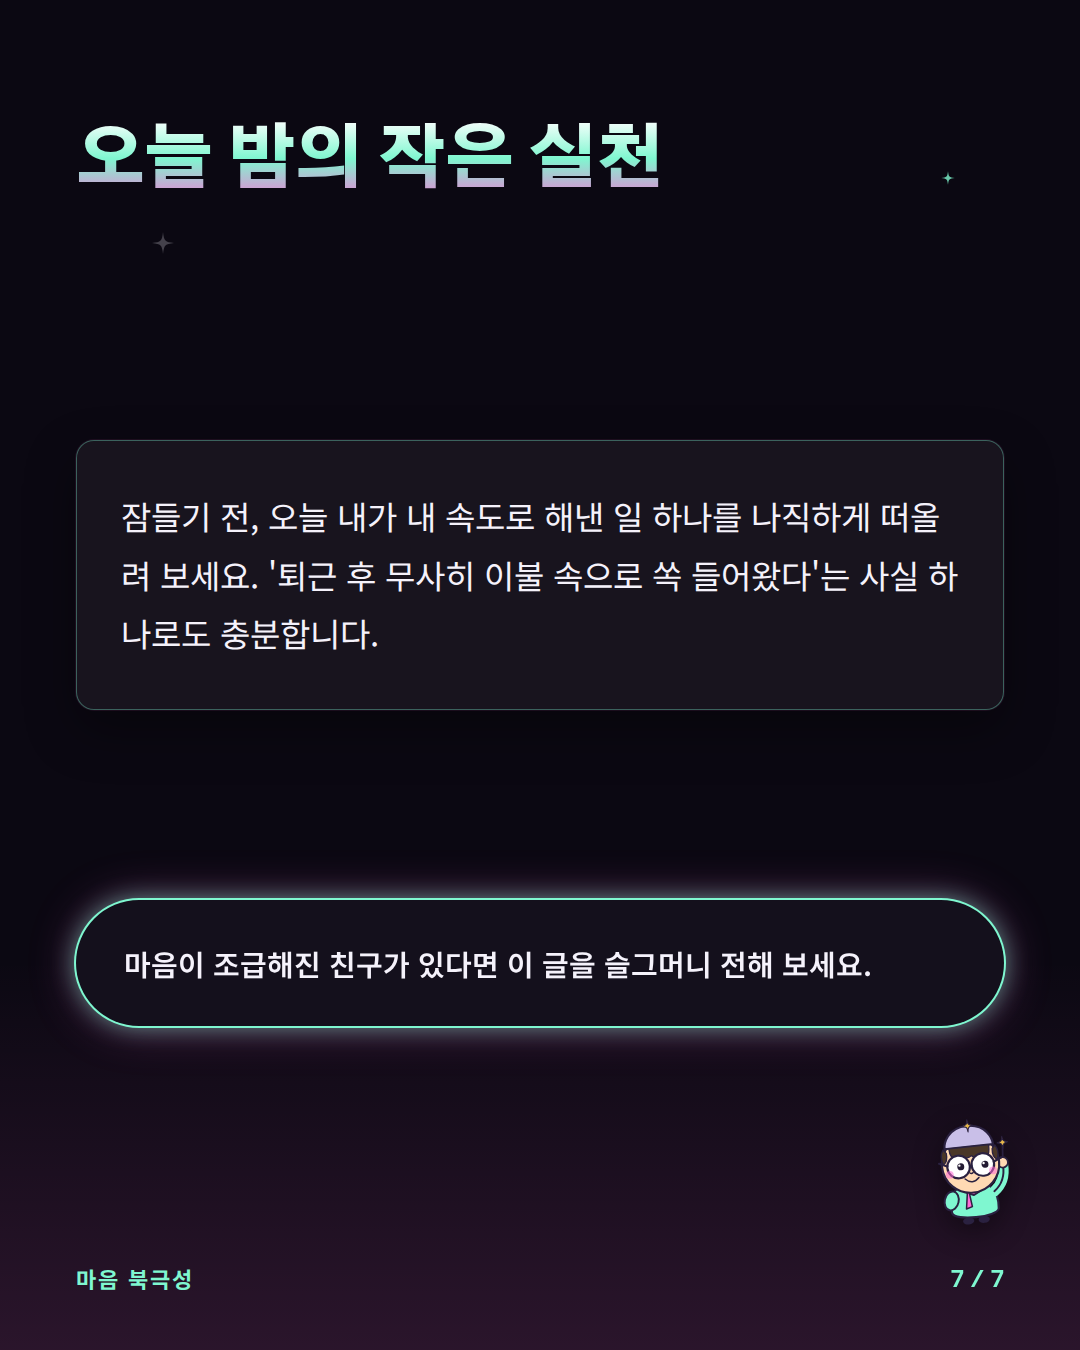 오늘 밤의 작은 실천
잠들기 전, 오늘 내가 내 속도로 해낸 일 하나를 나직하게 떠올
려 보세요. '퇴근 후 무사히 이불 속으로 쏙 들어왔다'는 사실 하
나로도 충분합니다.
마음이 조급해진 친구가 있다면 이 글을 슬그머니 전해 보세요.
마음 북극성
7 / 7